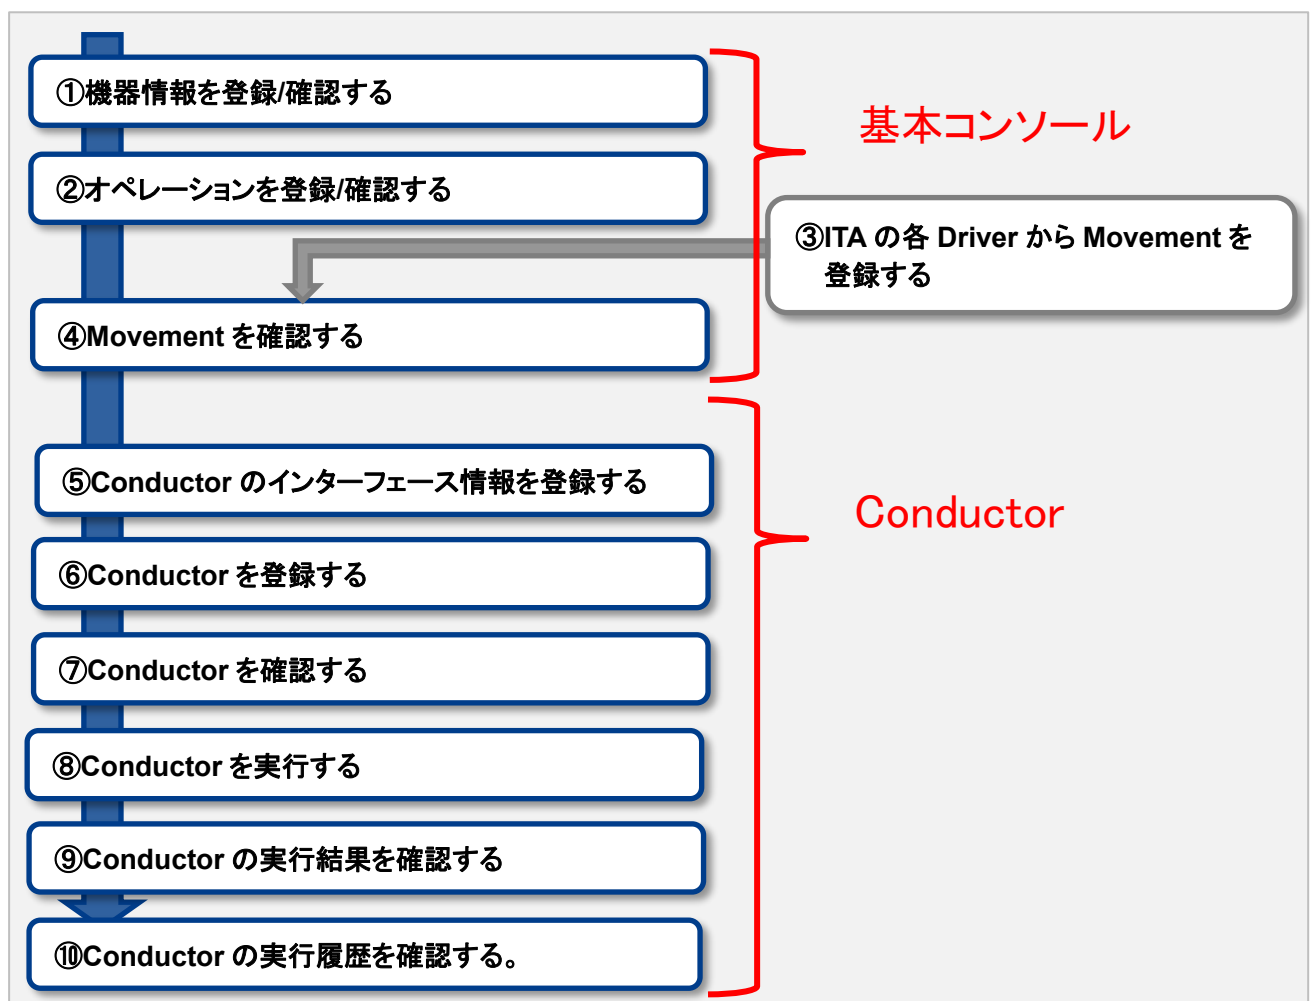 ①機器情報を登録/確認する
基本コンソール
②オペレーションを登録/確認する
③ITA の各 Driver から Movement を
登録する
④Movement を確認する
⑤Conductor のインターフェース情報を登録する
Conductor
⑥Conductor を登録する
⑦Conductor を確認する
⑧Conductor を実行する
⑨Conductor の実行結果を確認する
⑩Conductor の実行履歴を確認する。